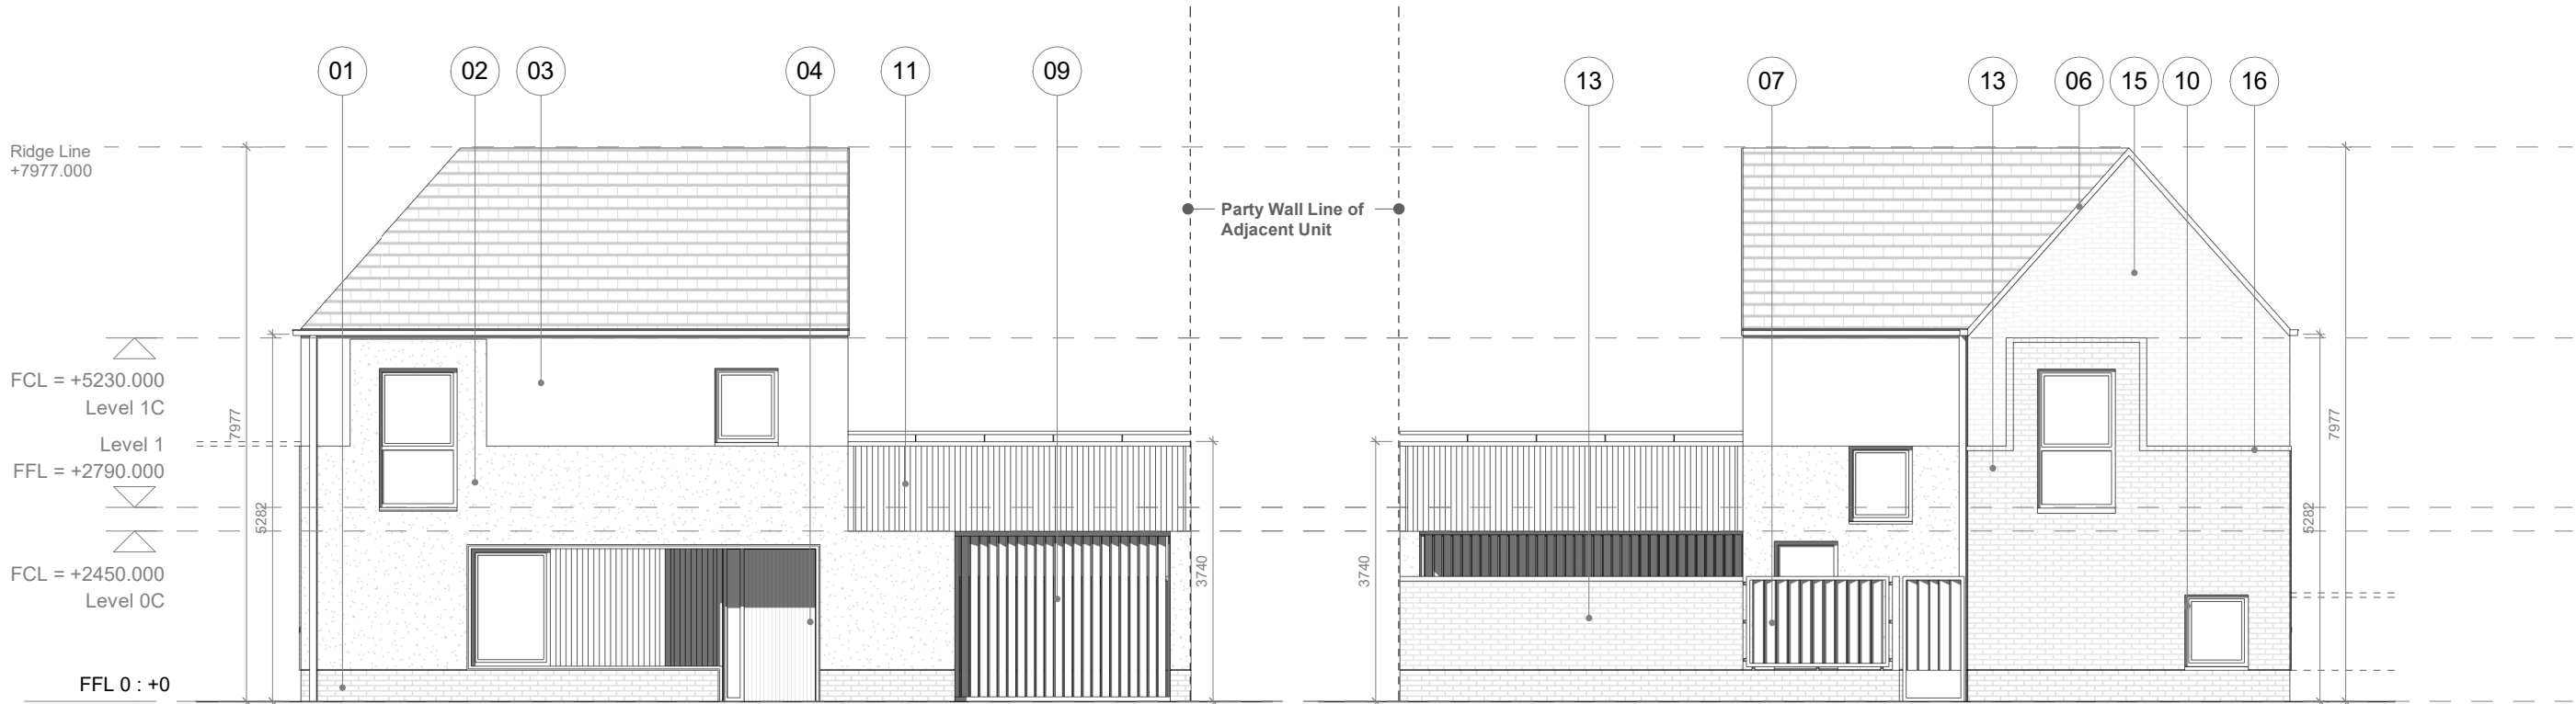 01
02
03
04
11
09
13
07
13
06
15
10
16
Ridge Line
+7977.000
Party Wall Line of
Adjacent Unit
FCL = +5230.000
Level 1C
Level 1
FFL = +2790.000
FCL = +2450.000
Level 0C
FFL 0 : +0
7977
5282
3740
3740
5282
7977